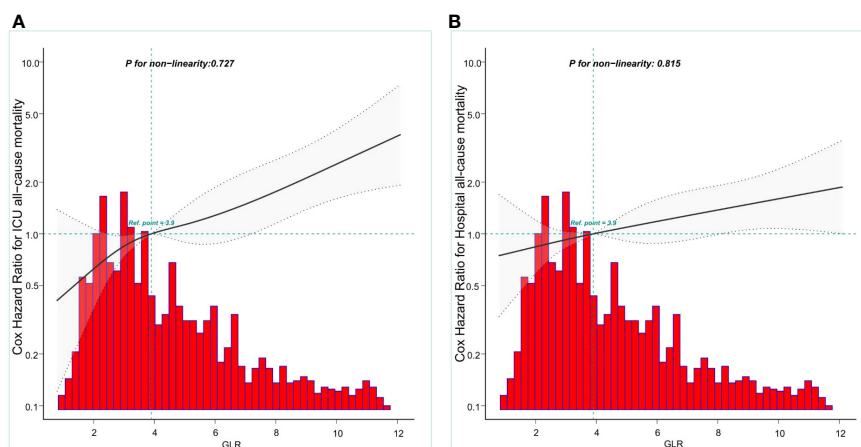 A
P for non−linearity:0.727
Cox Hazard Ratio for ICU all−cause mortality
10.0
5.0
2.0
1.0
0.5
0.2
0.1
Ref. point = 3.9
2 4 6 8 10 12
GLR
B
P for non−linearity: 0.815
Cox Hazard Ratio for Hospital all-cause mortality
10.0
5.0
2.0
1.0
0.5
0.2
0.1
Ref. point = 3.9
2 4 6 8 10 12
GLR